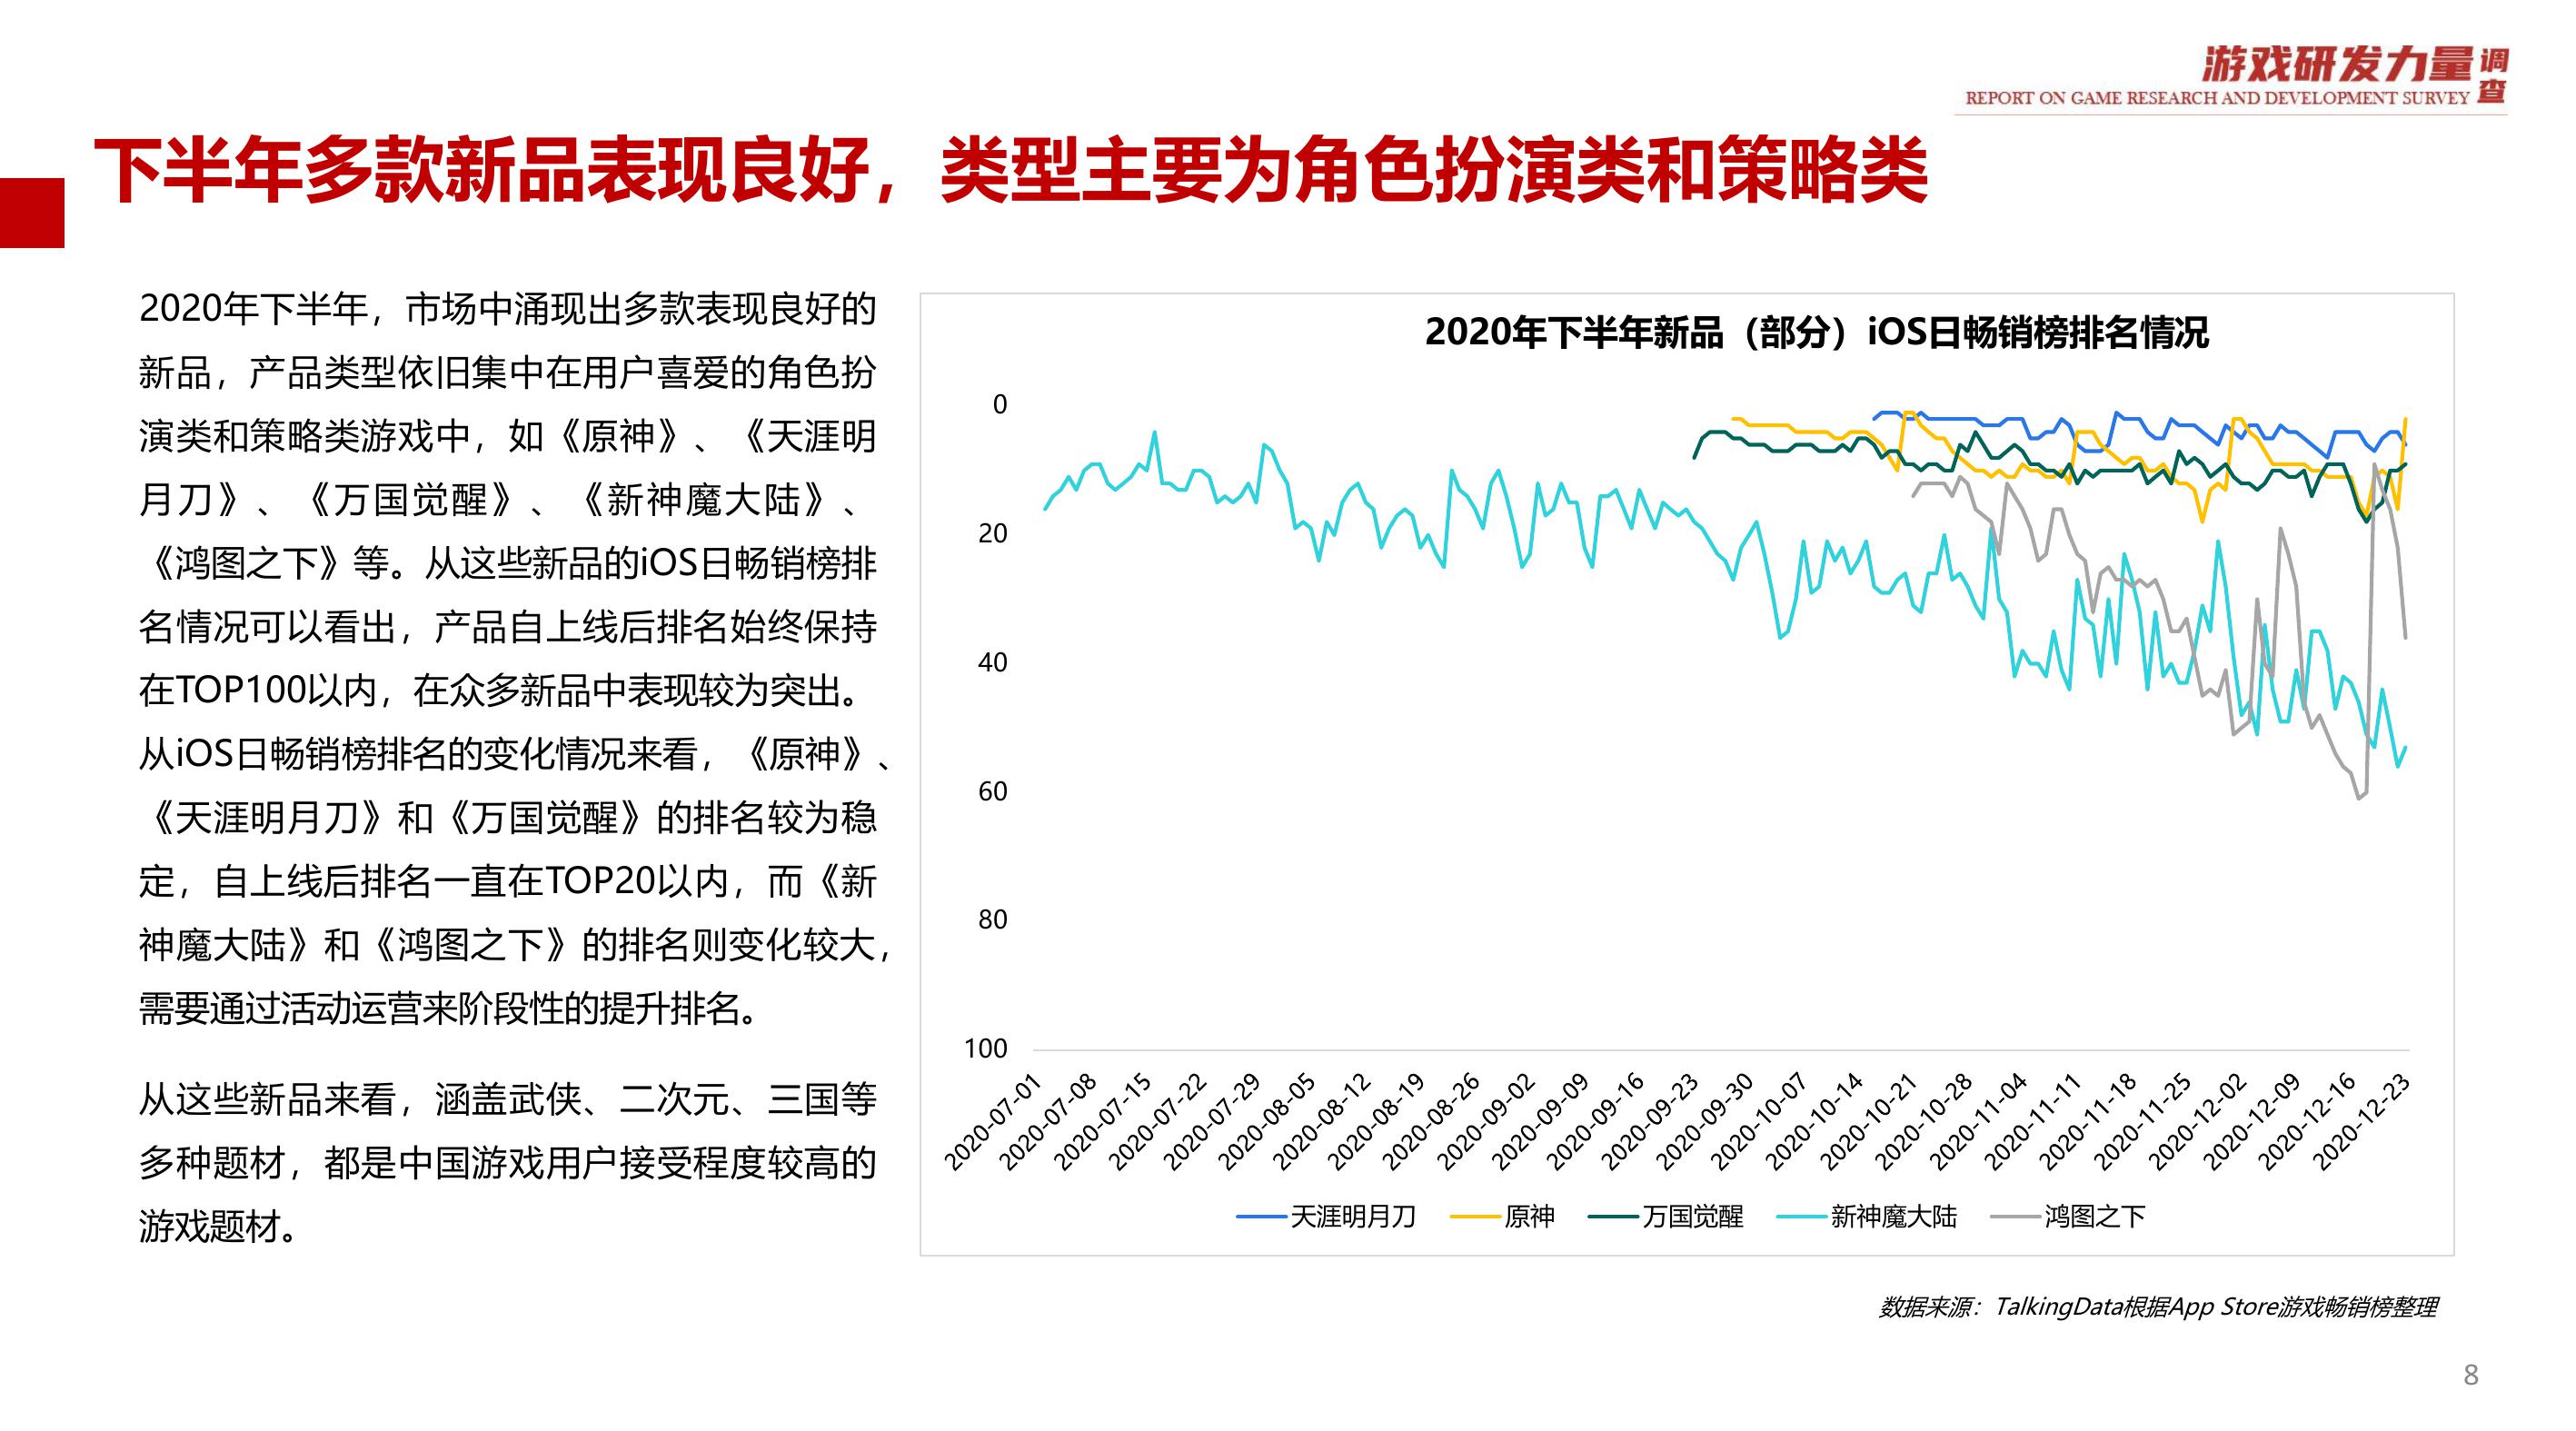 游戏研发力量调查
REPORT ON GAME RESEARCH AND DEVELOPMENT SURVEY
下半年多款新品表现良好，类型主要为角色扮演类和策略类
2020年下半年，市场中涌现出多款表现良好的
新品，产品类型依旧集中在用户喜爱的角色扮
演类和策略类游戏中，如《原神》、《天涯明
月刀》、《万国觉醒》、《新神魔大陆》、
《鸿图之下》等。从这些新品的iOS日畅销榜排
名情况可以看出，产品自上线后排名始终保持
在TOP100以内，在众多新品中表现较为突出。
从iOS日畅销榜排名的变化情况来看，《原神》、
《天涯明月刀》和《万国觉醒》的排名较为稳
定，自上线后排名一直在TOP20以内，而《新
神魔大陆》和《鸿图之下》的排名则变化较大，
需要通过活动运营来阶段性的提升排名。
从这些新品来看，涵盖武侠、二次元、三国等
多种题材，都是中国游戏用户接受程度较高的
游戏题材。
2020年下半年新品（部分）iOS日畅销榜排名情况
0
20
40
60
80
100
2020-07-01
2020-07-08
2020-07-15
2020-07-22
2020-07-29
2020-08-05
2020-08-12
2020-08-19
2020-08-26
2020-09-02
2020-09-09
2020-09-16
2020-09-23
2020-09-30
2020-10-07
2020-10-14
2020-10-21
2020-10-28
2020-11-04
2020-11-11
2020-11-18
2020-11-25
2020-12-02
2020-12-09
2020-12-16
2020-12-23
天涯明月刀 原神 万国觉醒 新神魔大陆 鸿图之下
数据来源：TalkingData根据App Store游戏畅销榜整理
8